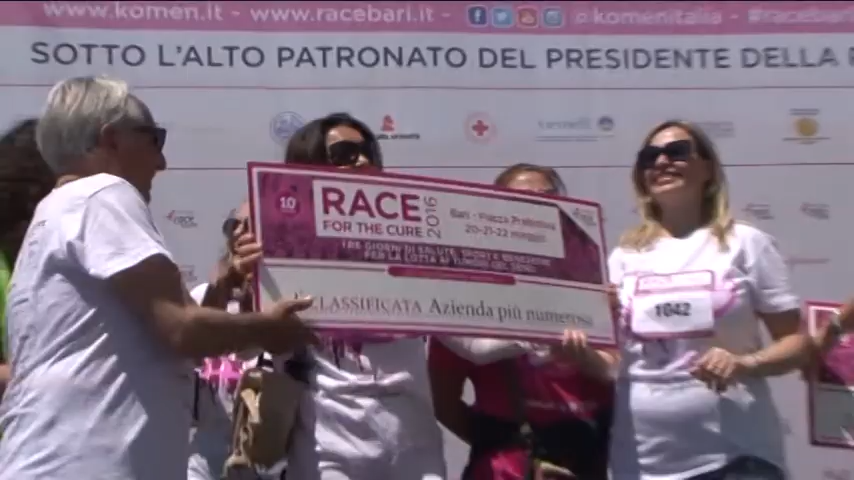 www.komen.it - www.racebari.it -
@komenitalia - #racebari
SOTTO L'ALTO PATRONATO DEL PRESIDENTE DELLA
10
RACE
FOR THE CURE
2016
Bari - Piazza Prefettura
20-21-22 maggio
TRE GIORNI DI SALUTE, SPORT E BENESSERE
PER LA LOTTA AI TUMORI DEL SENO
1ª CLASSIFICATA Azienda più numerosa
1042